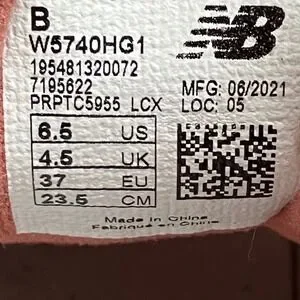 B
W5740HG1
195481320072
7195622
PRPTC5955 LCX
NB
MFG: 06/2021
LOC: 05
6.5 US
4.5 UK
37 EU
23.5 CM
Made in China
Fabriqué en Chine